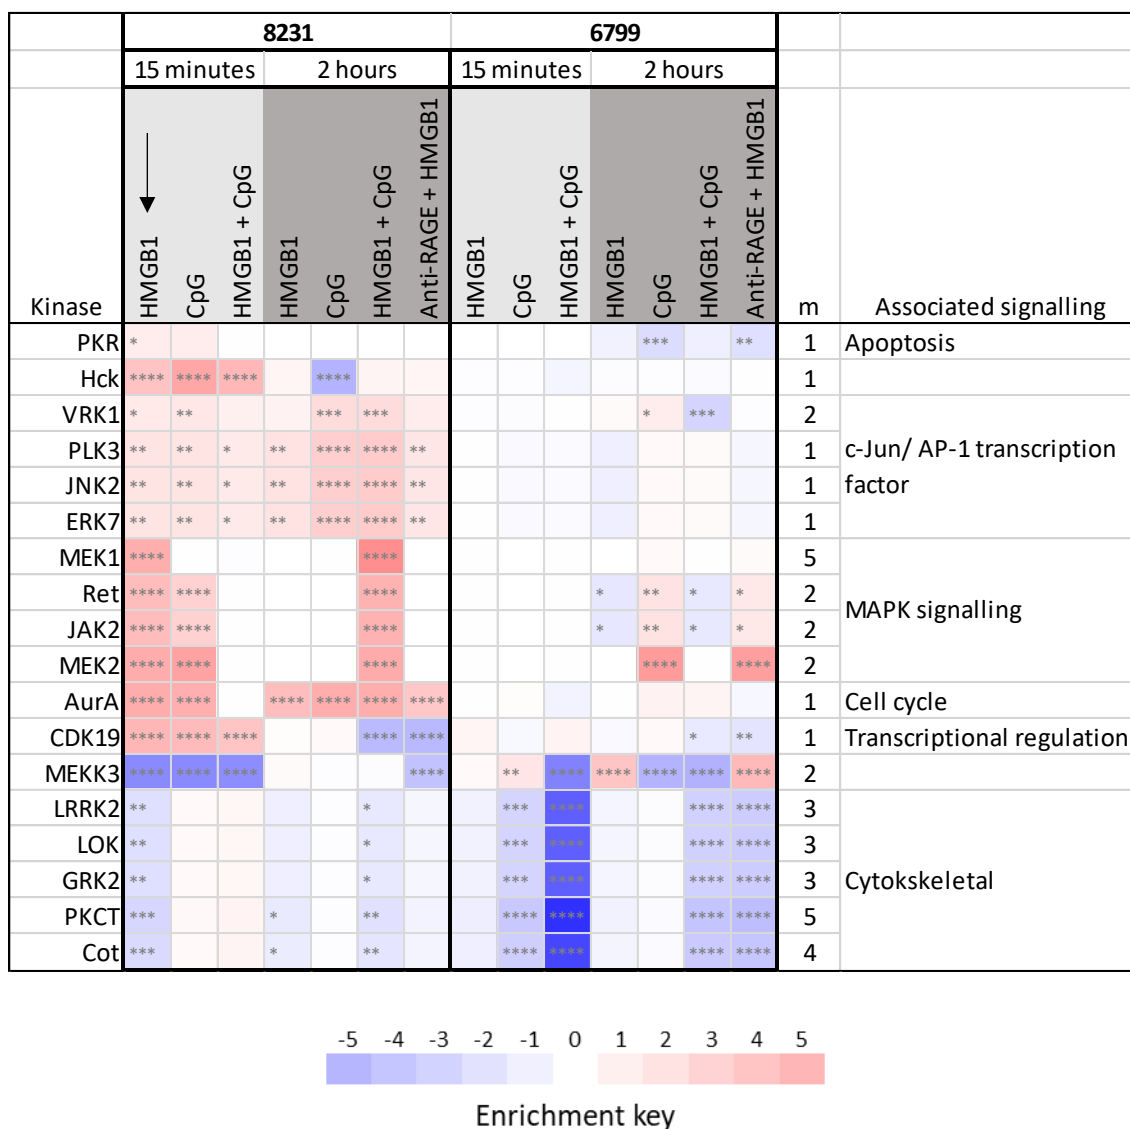 8231 6799
15 minutes 2 hours 15 minutes 2 hours
Kinase HMGB1 CpG HMGB1 + CpG HMGB1 CpG HMGB1 + CpG Anti-RAGE + HMGB1 HMGB1 CpG HMGB1 + CpG HMGB1 CpG HMGB1 + CpG Anti-RAGE + HMGB1 m Associated signalling
PKR * *** ** 1 Apoptosis
Hck **** **** **** **** 1
VRK1 * ** *** *** * *** 2
PLK3 ** ** * ** **** **** ** 1 c-Jun/ AP-1 transcription
JNK2 ** ** * ** **** **** ** 1 factor
ERK7 ** ** * ** **** **** ** 1
MEK1 **** **** 5
Ret **** **** **** * ** * * 2
MAPK signalling
JAK2 **** **** **** * ** * * 2
MEK2 **** **** **** **** **** 2
AurA **** **** **** **** **** **** 1 Cell cycle
CDK19 **** **** **** **** **** * ** 1 Transcriptional regulation
MEKK3 **** **** **** **** ** **** **** **** **** **** 2
LRRK2 ** * *** **** **** **** 3
LOK ** * *** **** **** **** 3
GRK2 ** * *** **** **** **** 3 Cytokskeletal
PKCT *** * ** **** **** **** **** 5
Cot *** * ** **** **** **** **** 4
-5 -4 -3 -2 -1 0 1 2 3 4 5
Enrichment key